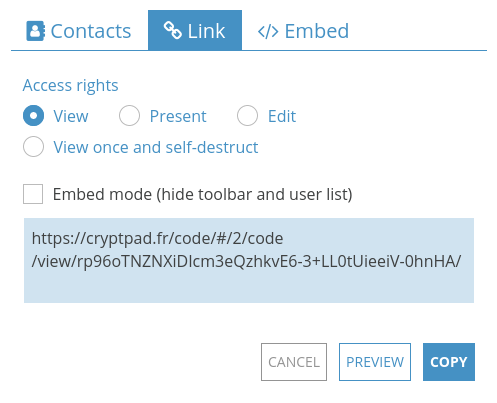 Contacts
Link
</> Embed
Access rights
View
Present
Edit
View once and self-destruct
Embed mode (hide toolbar and user list)
https://cryptpad.fr/code/#/2/code
/view/rp96oTNZNXiDIcm3eQzhkvE6-3+LL0tUieeiV-0hnHA/
CANCEL
PREVIEW
COPY